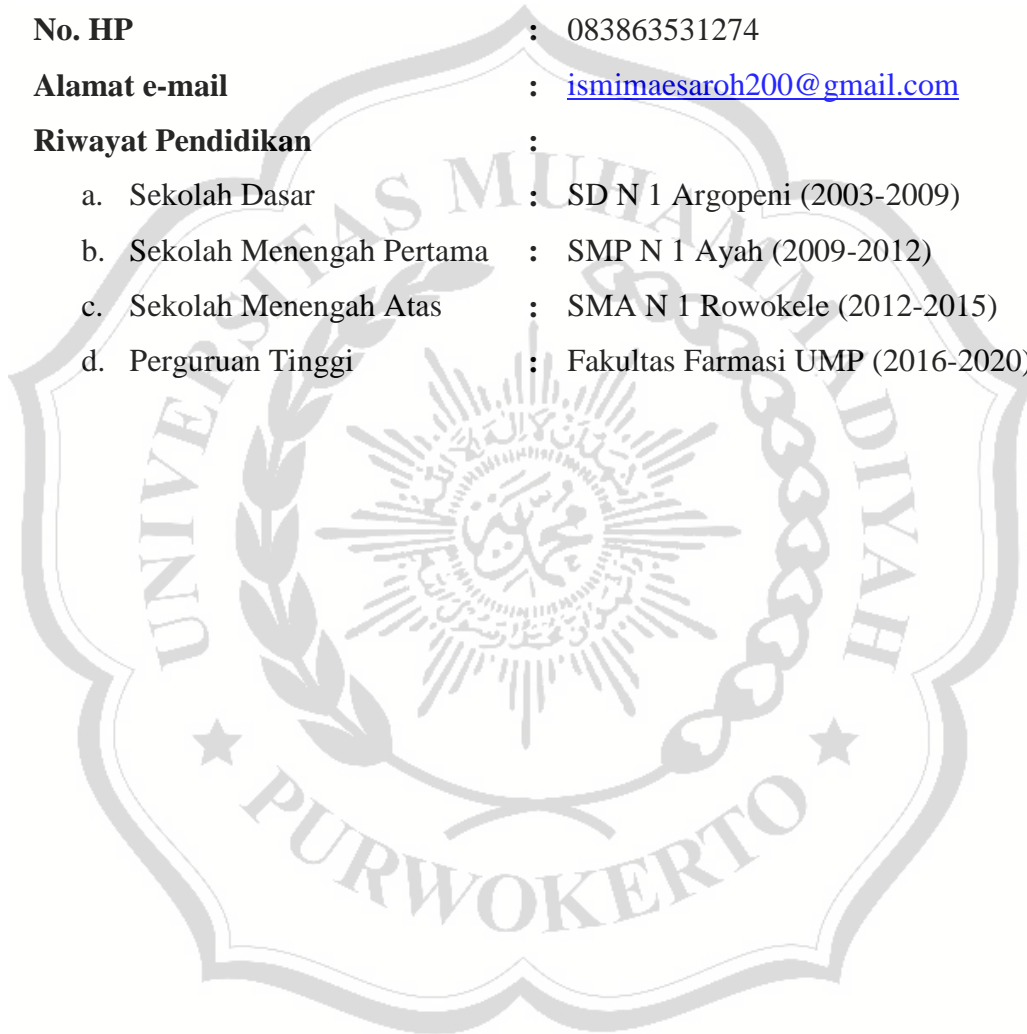 No. HP : 083863531274
Alamat e-mail : ismimaesaroh200@gmail.com
Riwayat Pendidikan :
a. Sekolah Dasar : SD N 1 Argopeni (2003-2009)
b. Sekolah Menengah Pertama : SMP N 1 Ayah (2009-2012)
c. Sekolah Menengah Atas : SMA N 1 Rowokele (2012-2015)
d. Perguruan Tinggi : Fakultas Farmasi UMP (2016-2020)
UNIVERSITAS MUHAMMADIYAH
PURWOKERTO